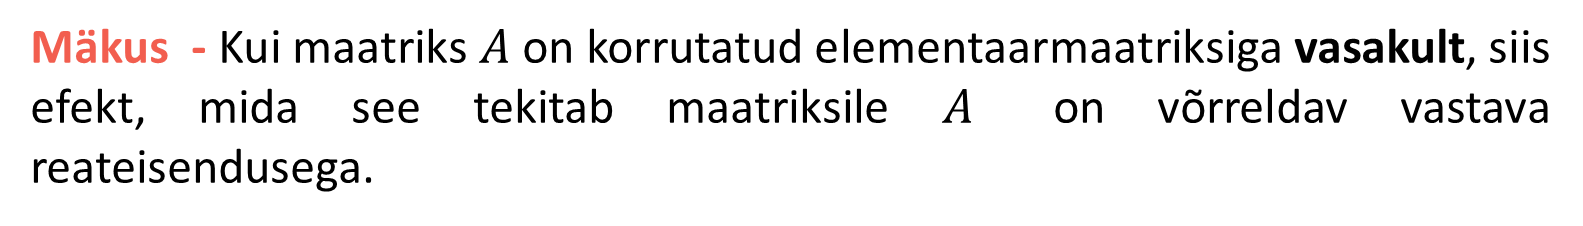 Mäkus - Kui maatriks A on korrutatud elementaarmaatriksiga vasakult, siis
efekt, mida see tekitab maatriksile A on võrreldav vastava
reateisendusega.